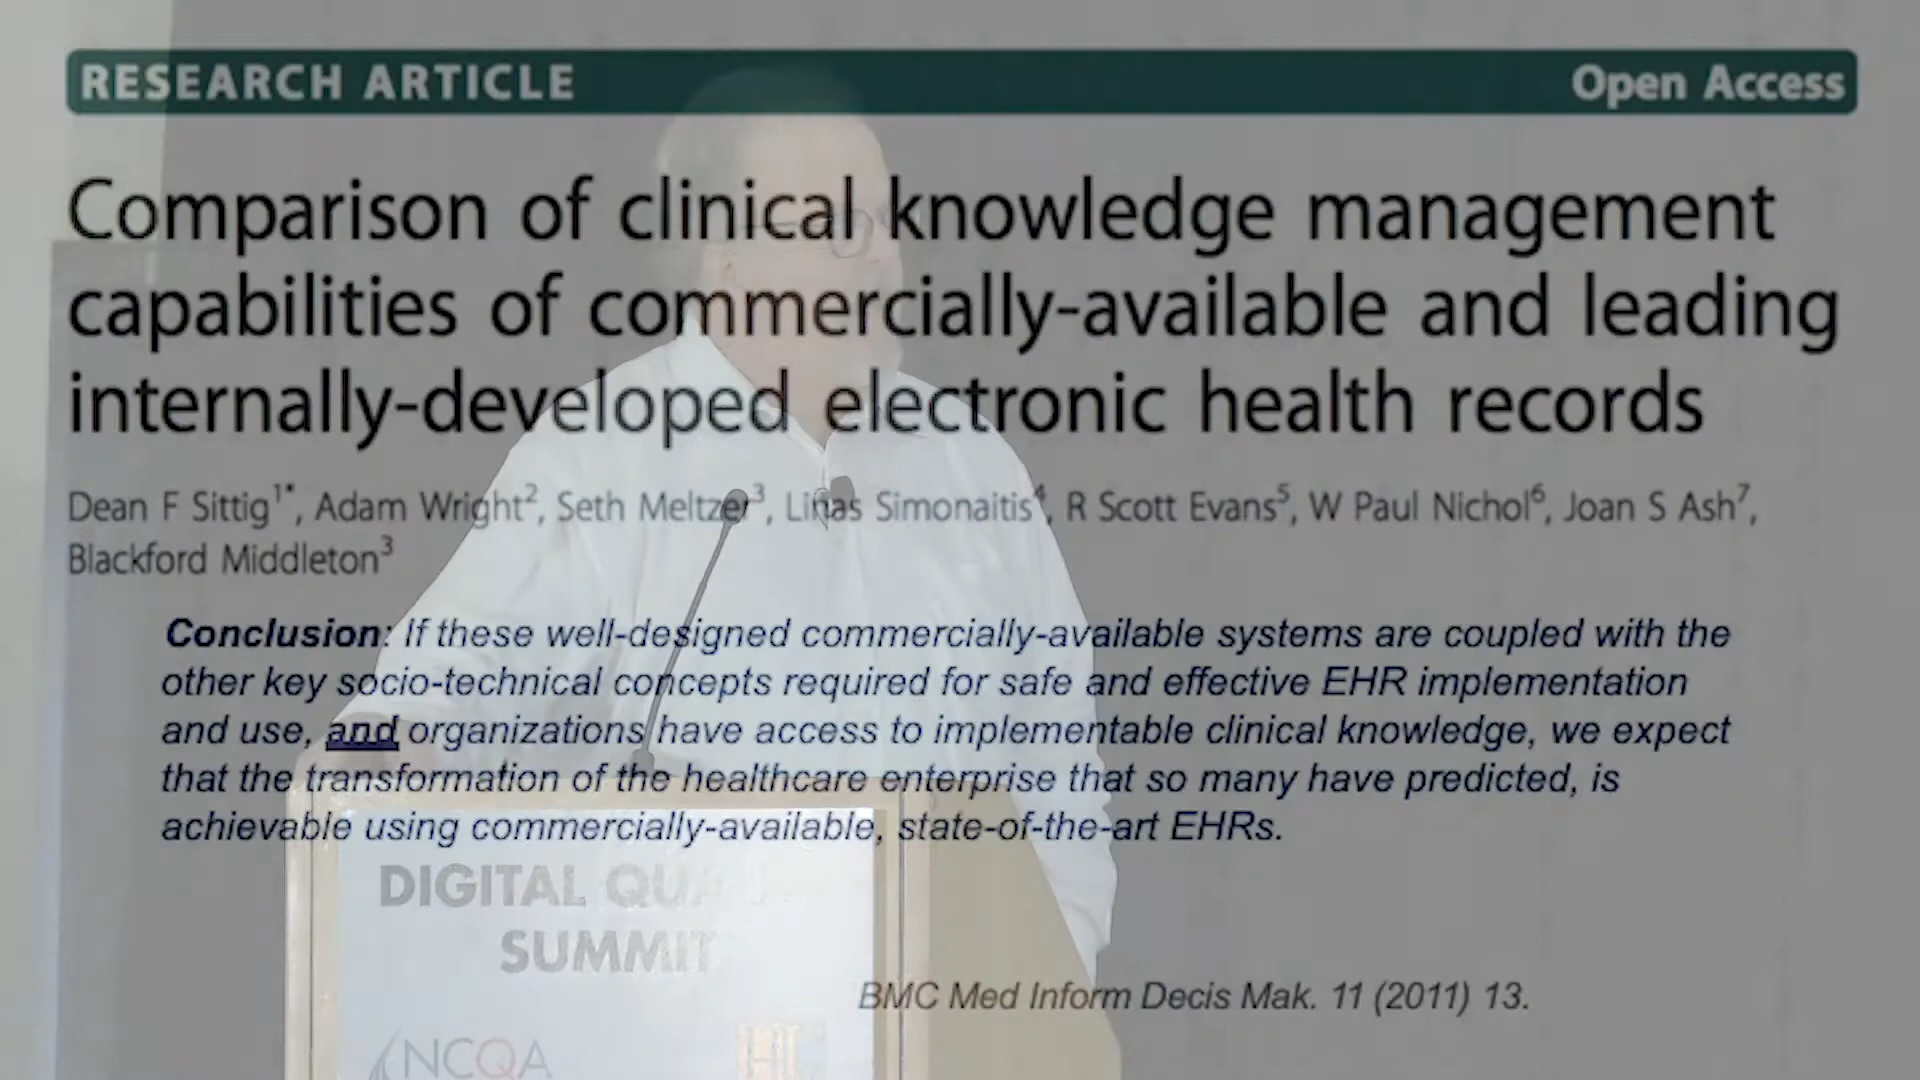 RESEARCH ARTICLE Open Access
Comparison of clinical knowledge management
capabilities of commercially-available and leading
internally-developed electronic health records
Dean F Sittig1*, Adam Wright2, Seth Meltzer3, Linas Simonaitis4, R Scott Evans5, W Paul Nichol6, Joan S Ash7,
Blackford Middleton3
Conclusion: If these well-designed commercially-available systems are coupled with the
other key socio-technical concepts required for safe and effective EHR implementation
and use, and organizations have access to implementable clinical knowledge, we expect
that the transformation of the healthcare enterprise that so many have predicted, is
achievable using commercially-available, state-of-the-art EHRs.
DIGITAL
SUMMIT
BMC Med Inform Decis Mak. 11 (2011) 13.
NCQA